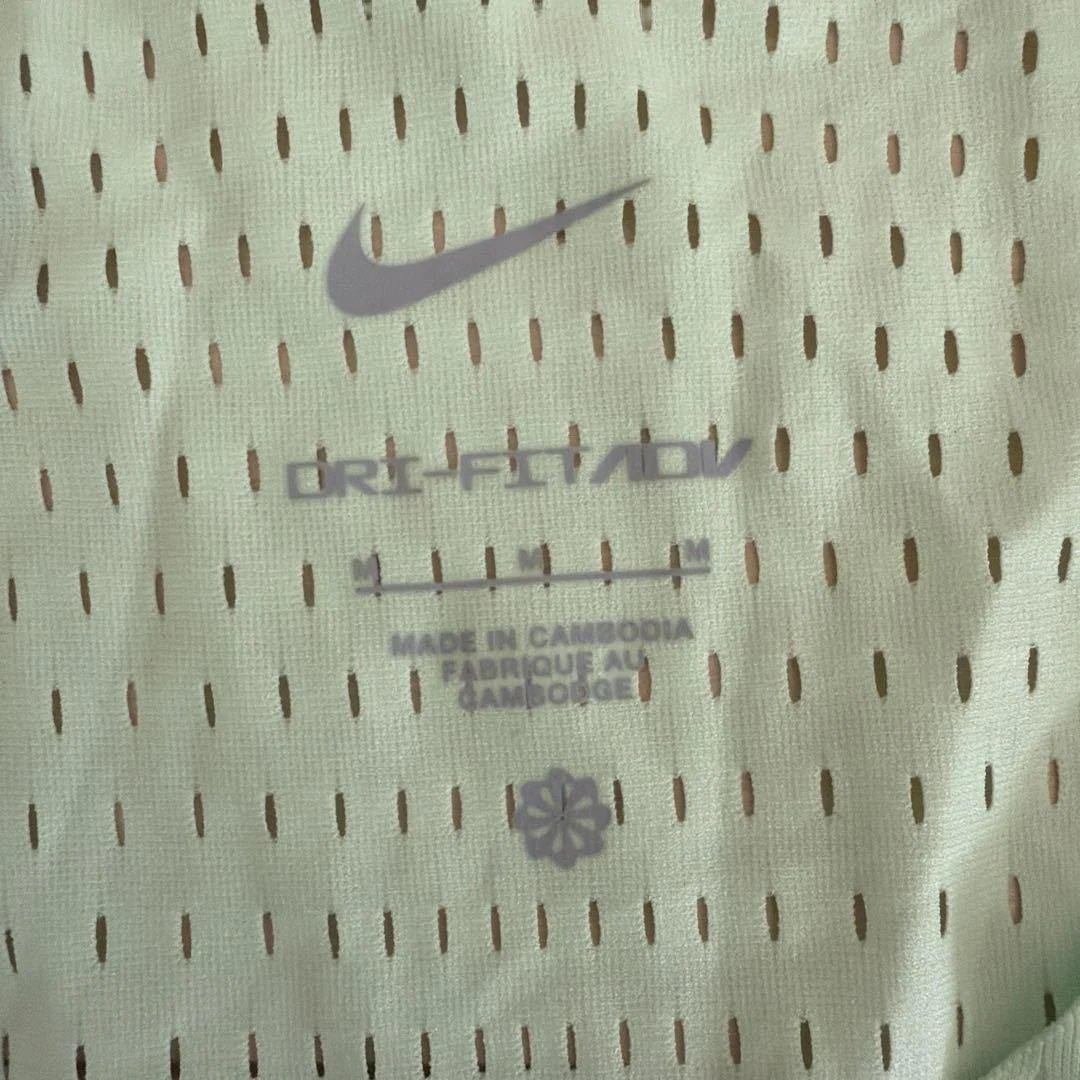 DRI-FIT ADV
M M M
MADE IN CAMBODIA
FABRIQUE AU
CAMBODGE